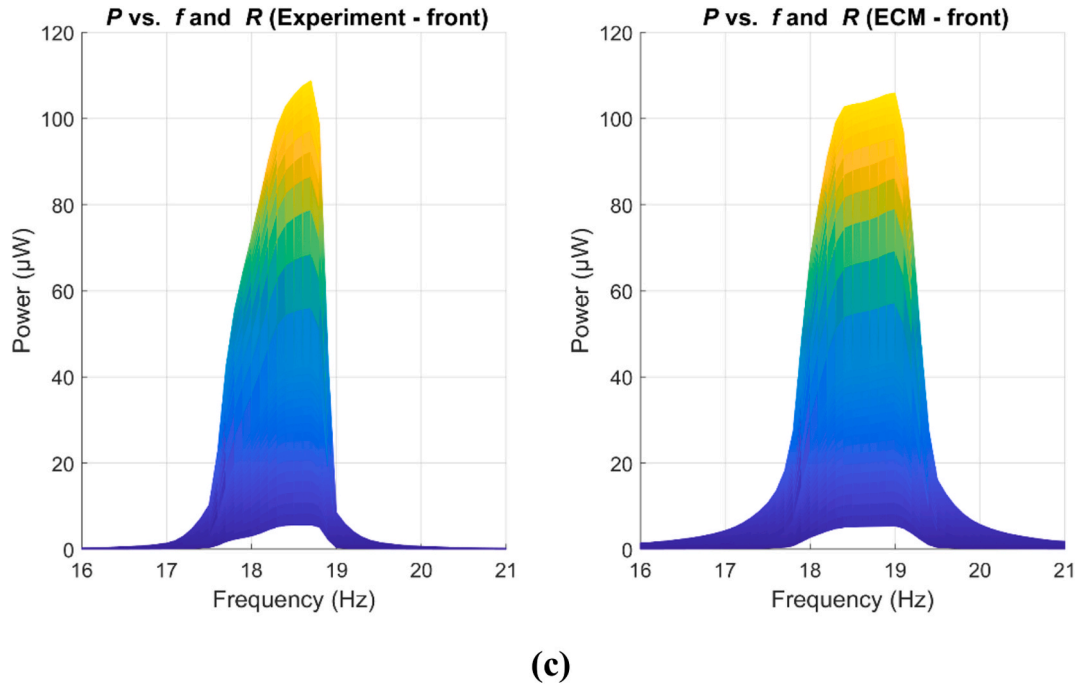 P vs. f and R (Experiment - front)
120
100
80
60
40
20
0
Power (μW)
16 17 18 19 20 21
Frequency (Hz)
P vs. f and R (ECM - front)
120
100
80
60
40
20
0
Power (μW)
16 17 18 19 20 21
Frequency (Hz)
(c)